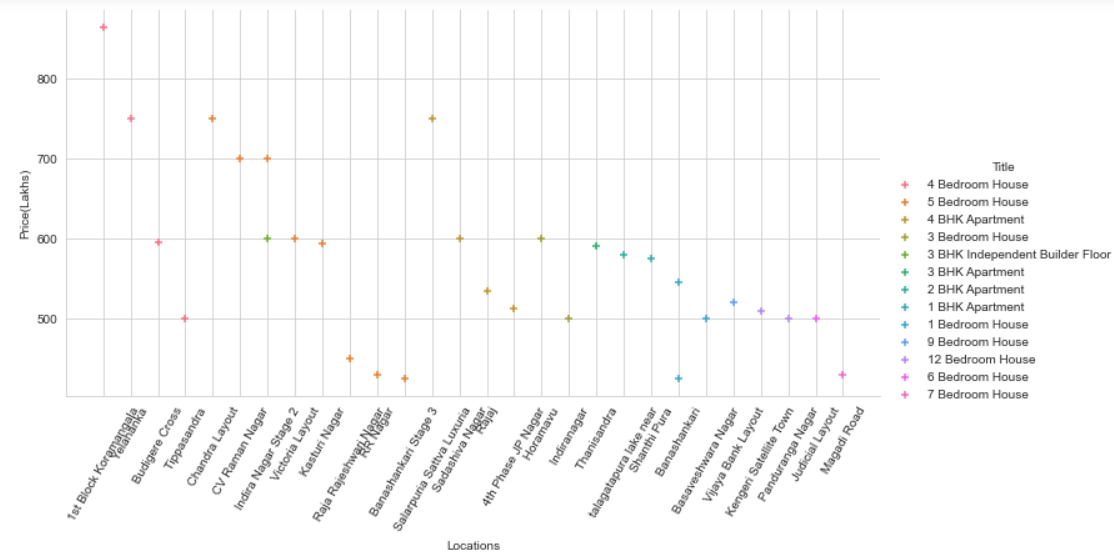 800
700
600
500
Price(Lakhs)
1st Block Koramangala
Yelahanka
Budigere Cross
Tippasandra
Chandra Layout
CV Raman Nagar
Indira Nagar Stage 2
Victoria Layout
Kasturi Nagar
Raja Rajeshwari Nagar
RR Nagar
Banashankari Stage 3
Salarpuria Sattva Luxuria
Sadashiva Nagar
Rajaj
4th Phase JP Nagar
Horamavu
Indiranagar
Thanisandra
talagatapura lake near
Shanthi Pura
Banashankari
Basaveshwara Nagar
Vijaya Bank Layout
Kengeri Satellite Town
Panduranga Nagar
Judicial Layout
Magadi Road
Locations
Title
4 Bedroom House
5 Bedroom House
4 BHK Apartment
3 Bedroom House
3 BHK Independent Builder Floor
3 BHK Apartment
2 BHK Apartment
1 BHK Apartment
1 Bedroom House
9 Bedroom House
12 Bedroom House
6 Bedroom House
7 Bedroom House